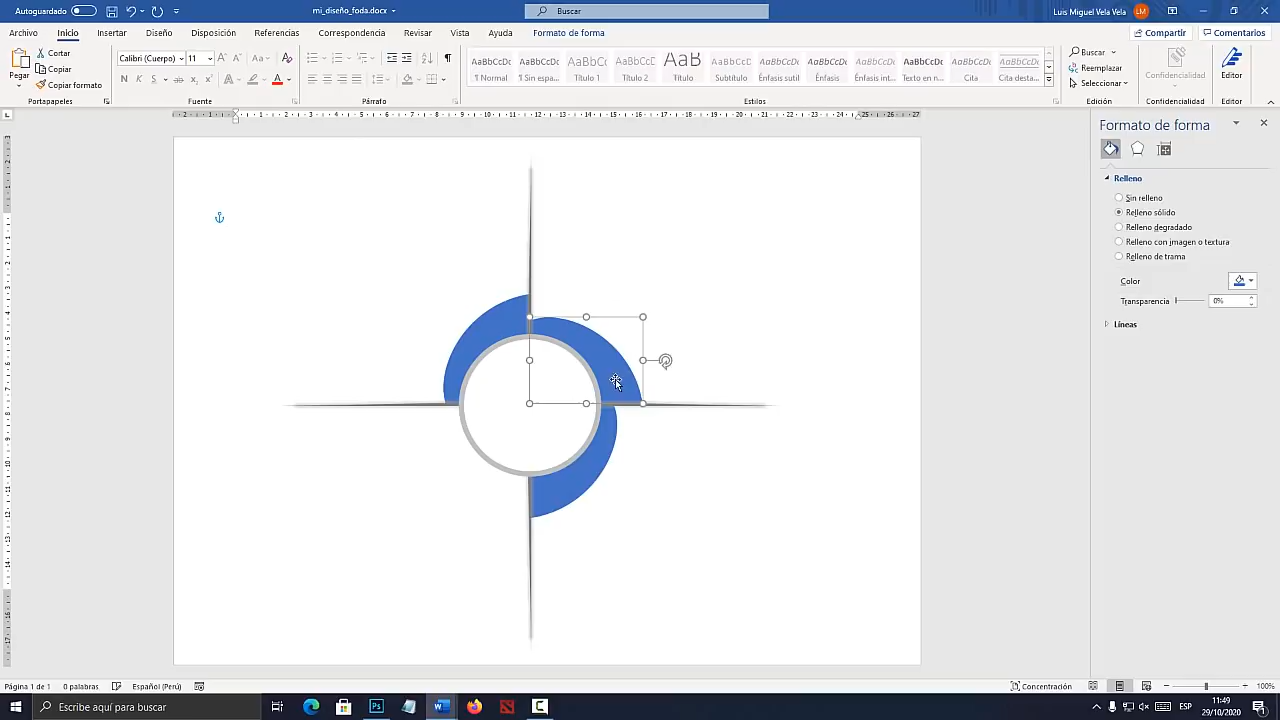 Autoguardado
mi_diseño_foda.docx
Buscar
Luis Miguel Vela Vela
LM
Archivo Inicio Insertar Diseño Disposición Referencias Correspondencia Revisar Vista Ayuda Formato de forma
Compartir Comentarios
Pegar
Cortar
Copiar
Copiar formato
Portapapeles
Calibri (Cuerpo) 11
N K S
Fuente
Párrafo
AaBbCcDc AaBbCcDc AaBbCc AaBbCcD AaB AaBbCcD AaBbCcDc AaBbCcDc AaBbCcDc AaBbCcDc AaBbCcDc AaBbCcDc
¶ Normal ¶ Sin espa... Título 1 Título 2 Título Subtítulo Énfasis sutil Énfasis Énfasis int... Texto en n... Cita Cita desta...
Estilos
Buscar
Reemplazar
Seleccionar
Edición
Confidencialidad
Confidencialidad
Editor
Editor
Formato de forma
Relleno
Sin relleno
Relleno sólido
Relleno degradado
Relleno con imagen o textura
Relleno de trama
Color
Transparencia 0%
Líneas
Página 1 de 1 0 palabras Español (Perú)
Concentración
100%
Escribe aquí para buscar
ESP
11:49
29/10/2020